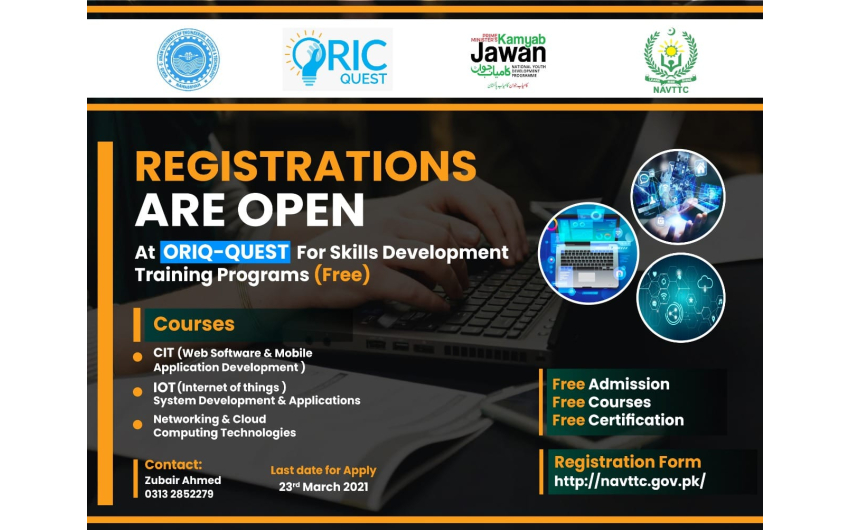 ORIC
QUEST
PRIME
MINISTER'S Kamyab
Jawan
کامیاب جوان
NATIONAL YOUTH
DEVELOPMENT
PROGRAMME
NAVTTC
REGISTRATIONS
ARE OPEN
At ORIQ-QUEST For Skills Development
Training Programs (Free)
Courses
CIT (Web Software & Mobile
Application Development )
IOT (Internet of things )
System Development & Applications
Networking & Cloud
Computing Technologies
Free Admission
Free Courses
Free Certification
Contact:
Zubair Ahmed
0313 2852279
Last date for Apply
23rd March 2021
Registration Form
http://navttc.gov.pk/